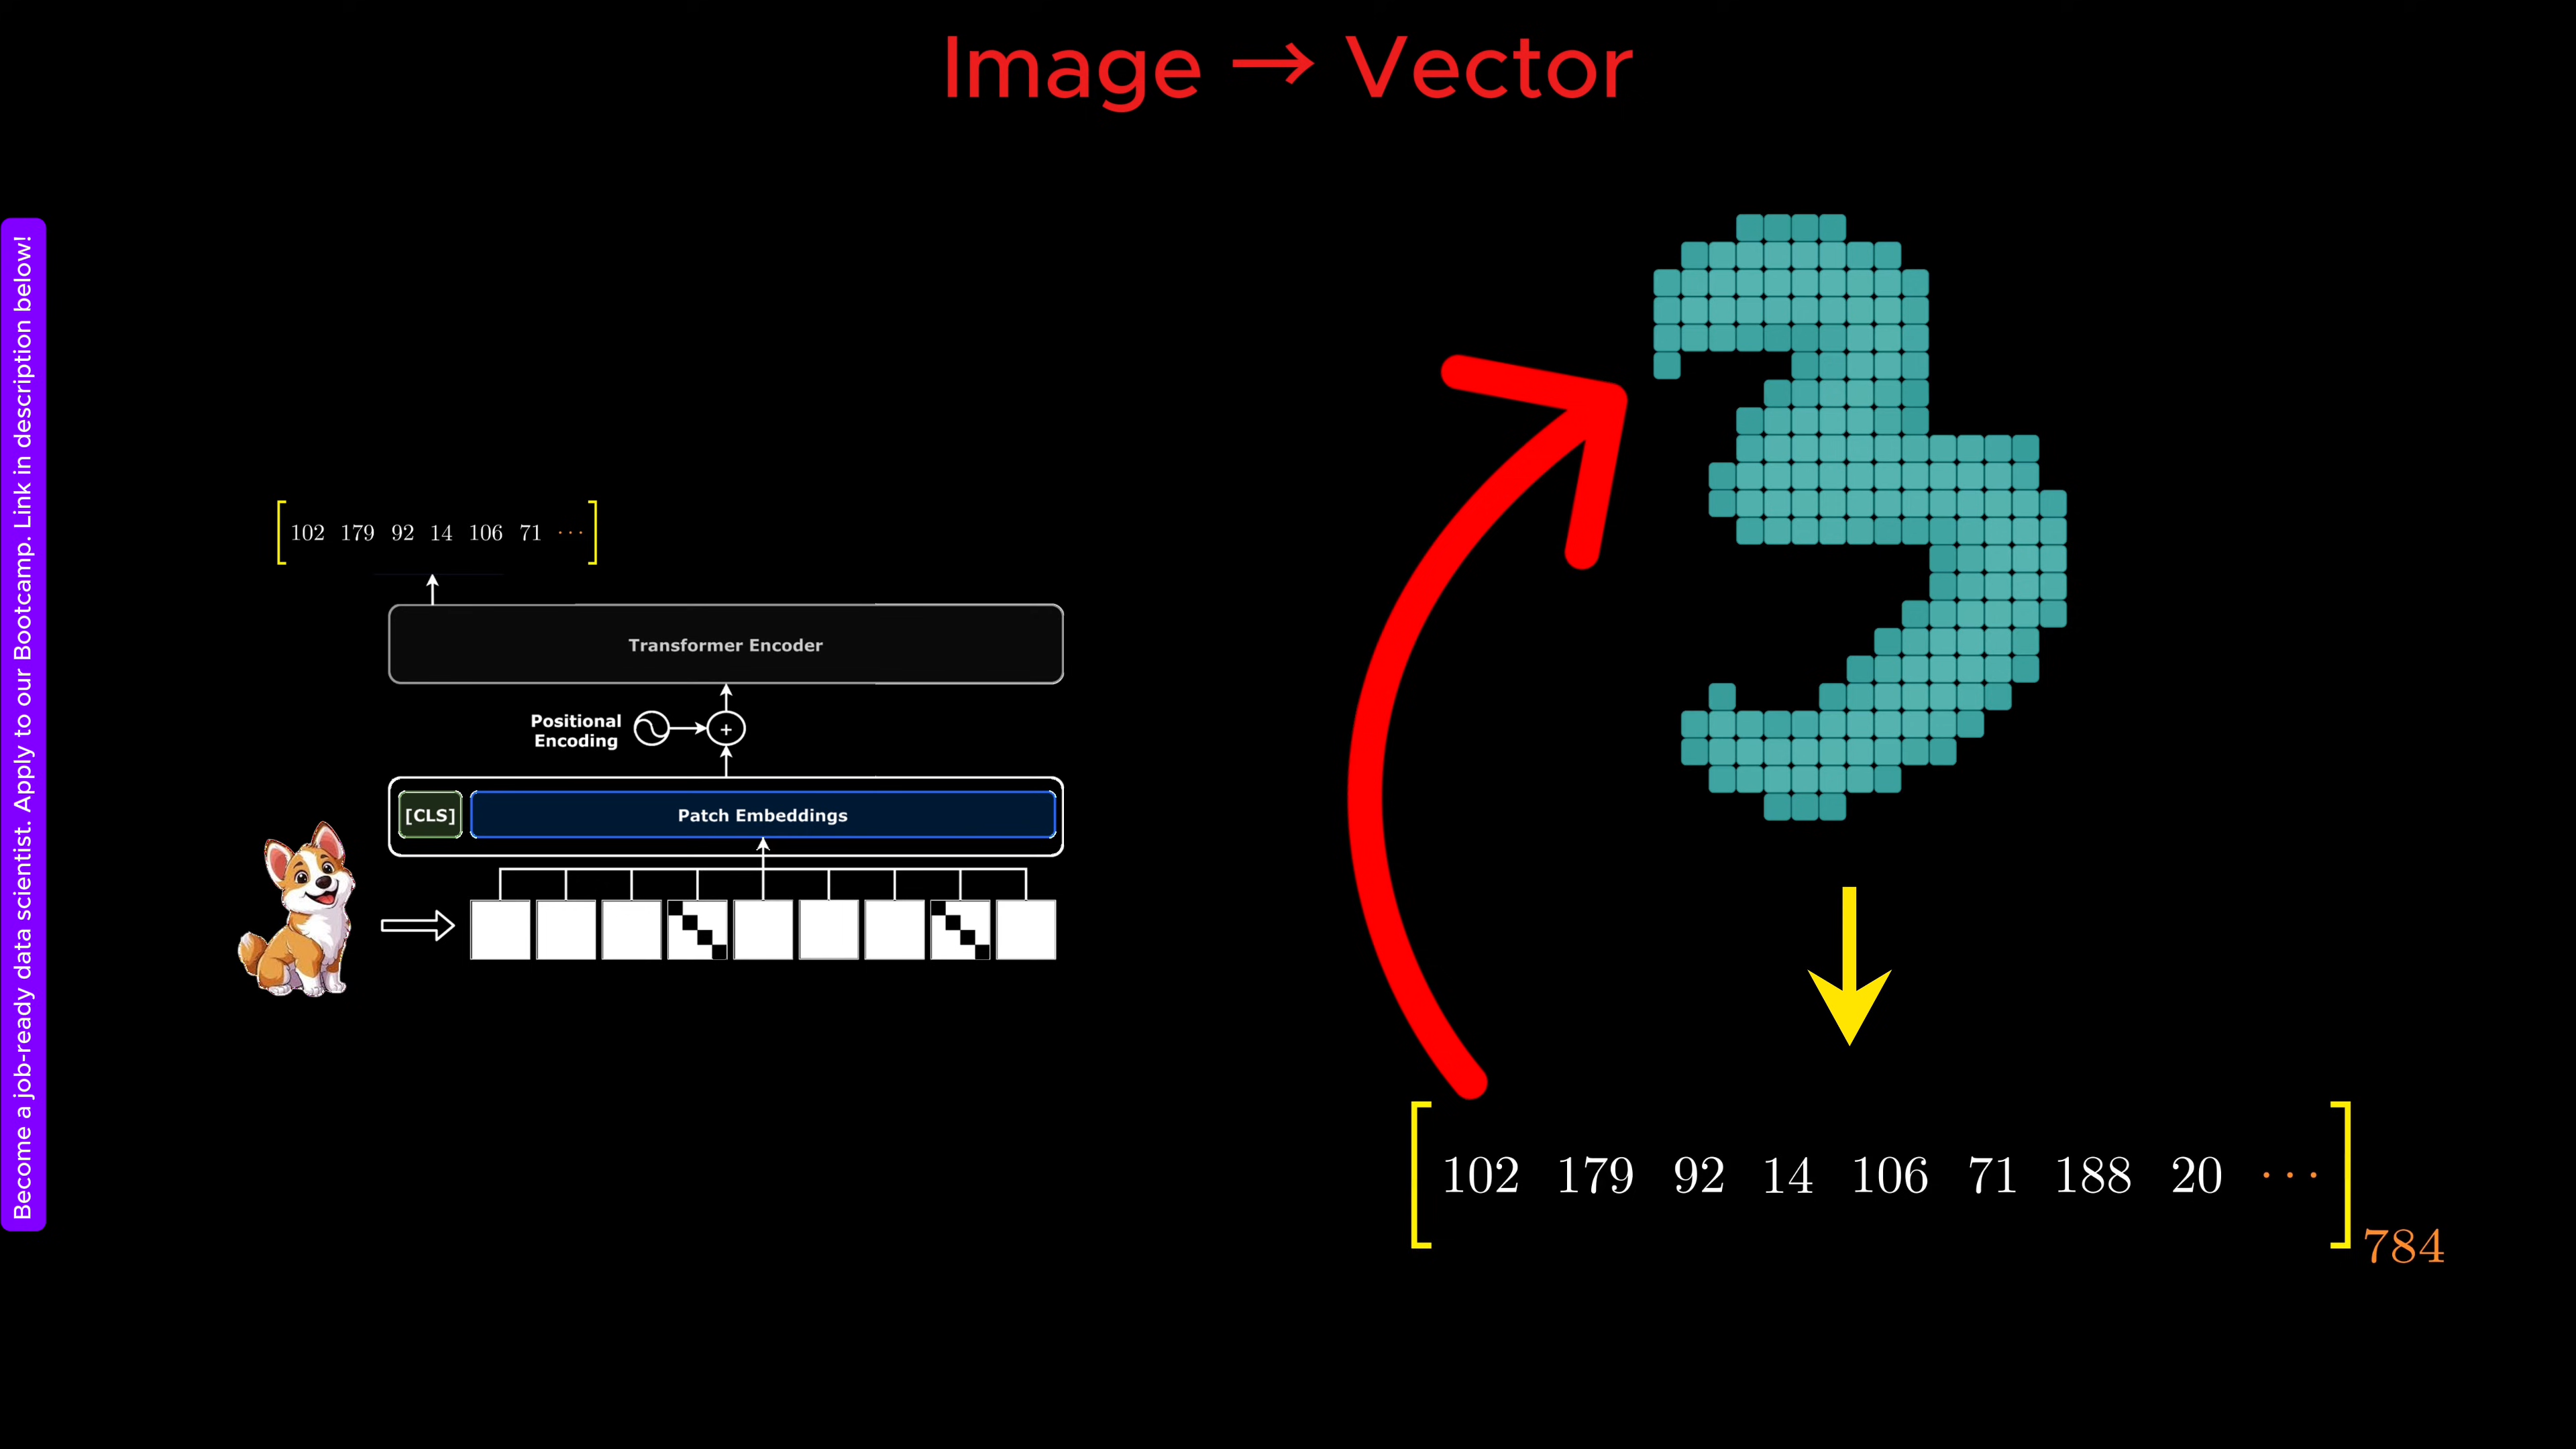 Image → Vector
Become a job-ready data scientist. Apply to our Bootcamp. Link in description below!
102 179 92 14 106 71 ···
Transformer Encoder
Positional
Encoding
+
[CLS] Patch Embeddings
102 179 92 14 106 71 188 20 ···
784